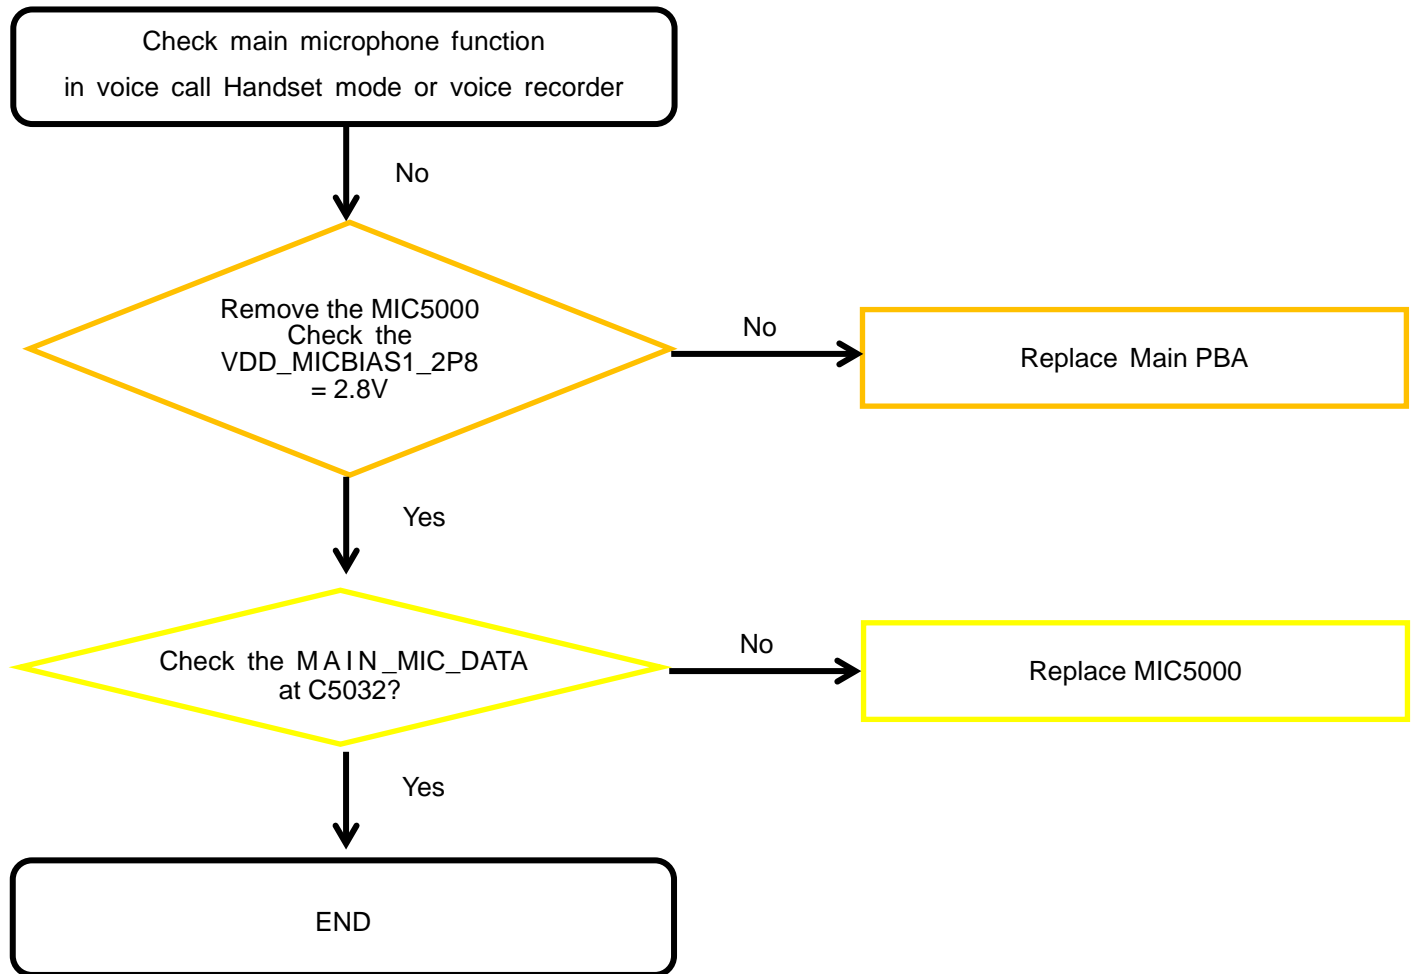 Check main microphone function
in voice call Handset mode or voice recorder
No
Remove the MIC5000
Check the
VDD_MICBIAS1_2P8
= 2.8V
No
Replace Main PBA
Yes
Check the MAIN_MIC_DATA
at C5032?
No
Replace MIC5000
Yes
END